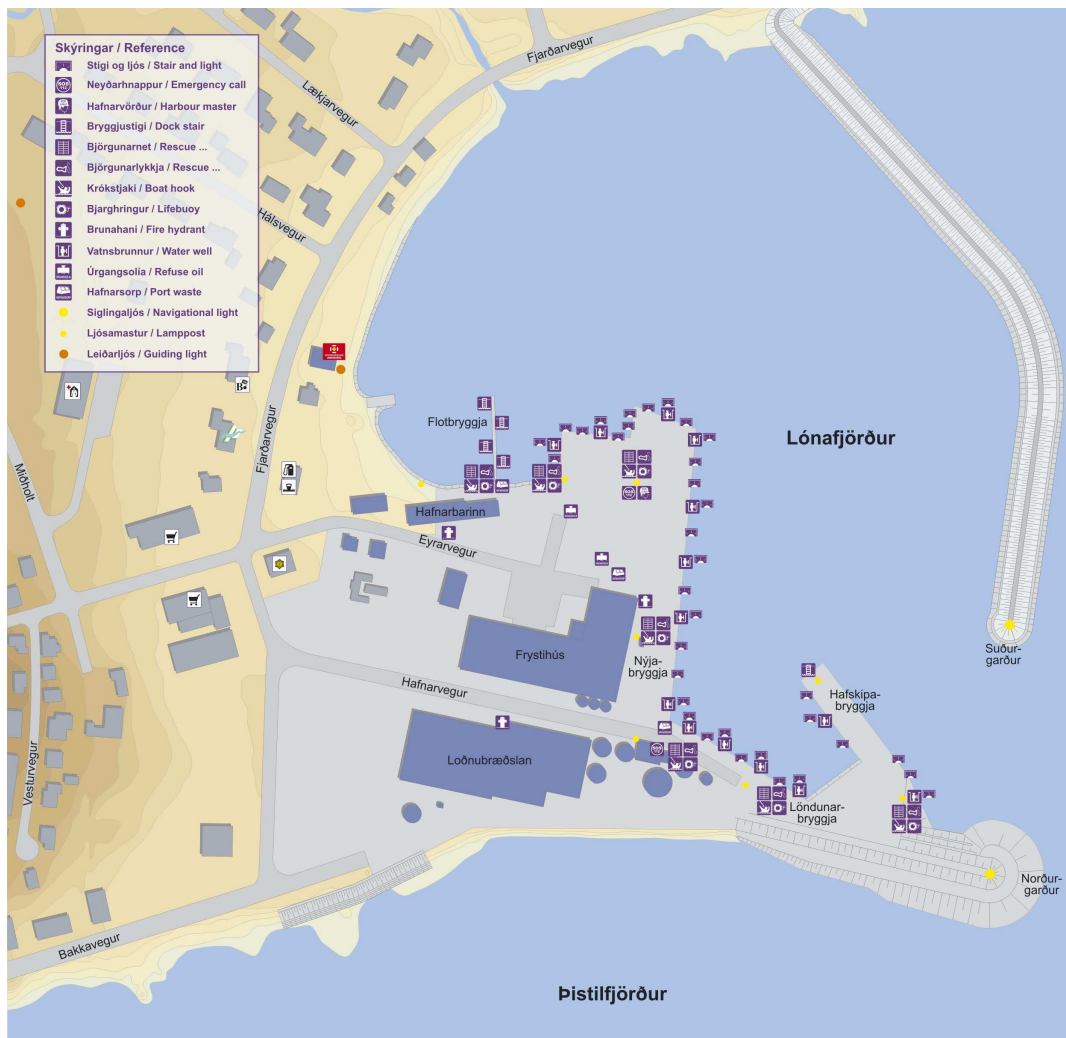 Skýringar / Reference
Stigi og ljós / Stair and light
Neyðarhnappur / Emergency call
Hafnarvörður / Harbour master
Bryggjustigi / Dock stair
Björgunarnet / Rescue ...
Björgunarlykkja / Rescue ...
Krókstjaki / Boat hook
Bjarghringur / Lifebuoy
Brunahani / Fire hydrant
Vatnsbrunnur / Water well
Úrgangsolía / Refuse oil
Hafnarsorp / Port waste
Siglingaljós / Navigational light
Ljósamastur / Lamppost
Leiðarljós / Guiding light
Fjarðarvegur
Lækjarvegur
Hálsvegur
Fjarðarvegur
Miðholt
Vesturvegur
Bakkavegur
Flotbryggja
Lónafjörður
Hafnarbarinn
Eyrarvegur
Frystihús
Nýja-
bryggja
Hafnarvegur
Loðnubræðslan
Hafskipa-
bryggja
Suður-
garður
Löndunar-
bryggja
Norður-
garður
Þistilfjörður